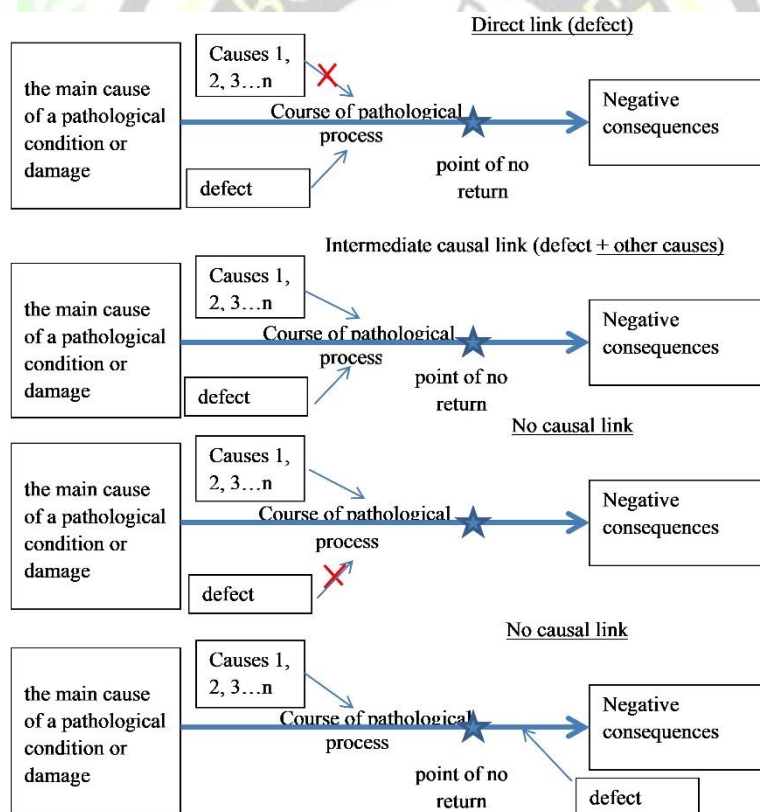 Direct link (defect)
Causes 1,
2, 3…n
the main cause
of a pathological
condition or
damage
Course of pathological
process
Negative
consequences
point of no
return
defect
Intermediate causal link (defect + other causes)
Causes 1,
2, 3…n
the main cause
of a pathological
condition or
damage
Course of pathological
process
Negative
consequences
point of no
return
defect
No causal link
Causes 1,
2, 3…n
the main cause
of a pathological
condition or
damage
Course of pathological
process
Negative
consequences
defect
No causal link
Causes 1,
2, 3…n
the main cause
of a pathological
condition or
damage
Course of pathological
process
Negative
consequences
point of no
return
defect